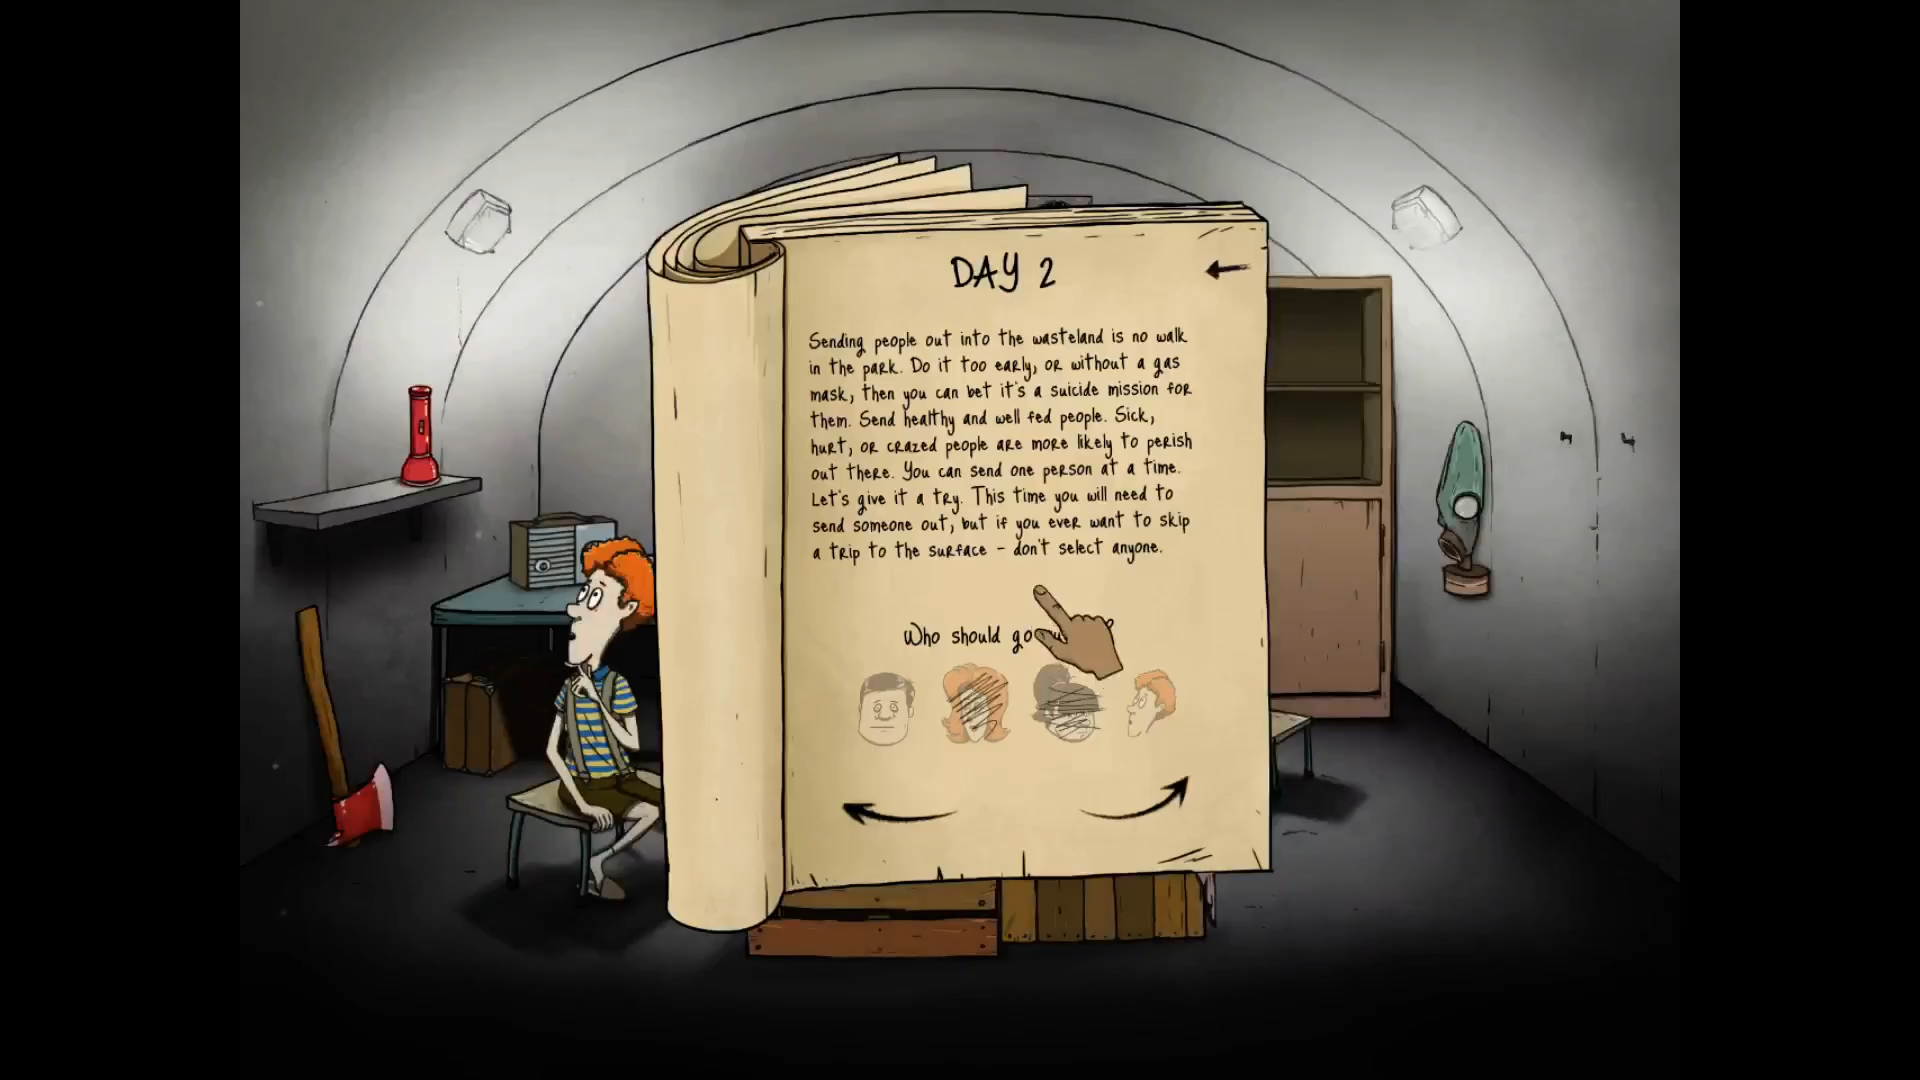 DAY 2
Sending people out into the wasteland is no walk
in the park. Do it too early, or without a gas
mask, then you can bet it's a suicide mission for
them. Send healthy and well fed people. Sick,
hurt, or crazed people are more likely to perish
out there. You can send one person at a time.
Let's give it a try. This time you will need to
send someone out, but if you ever want to skip
a trip to the surface - don't select anyone.
Who should go ?